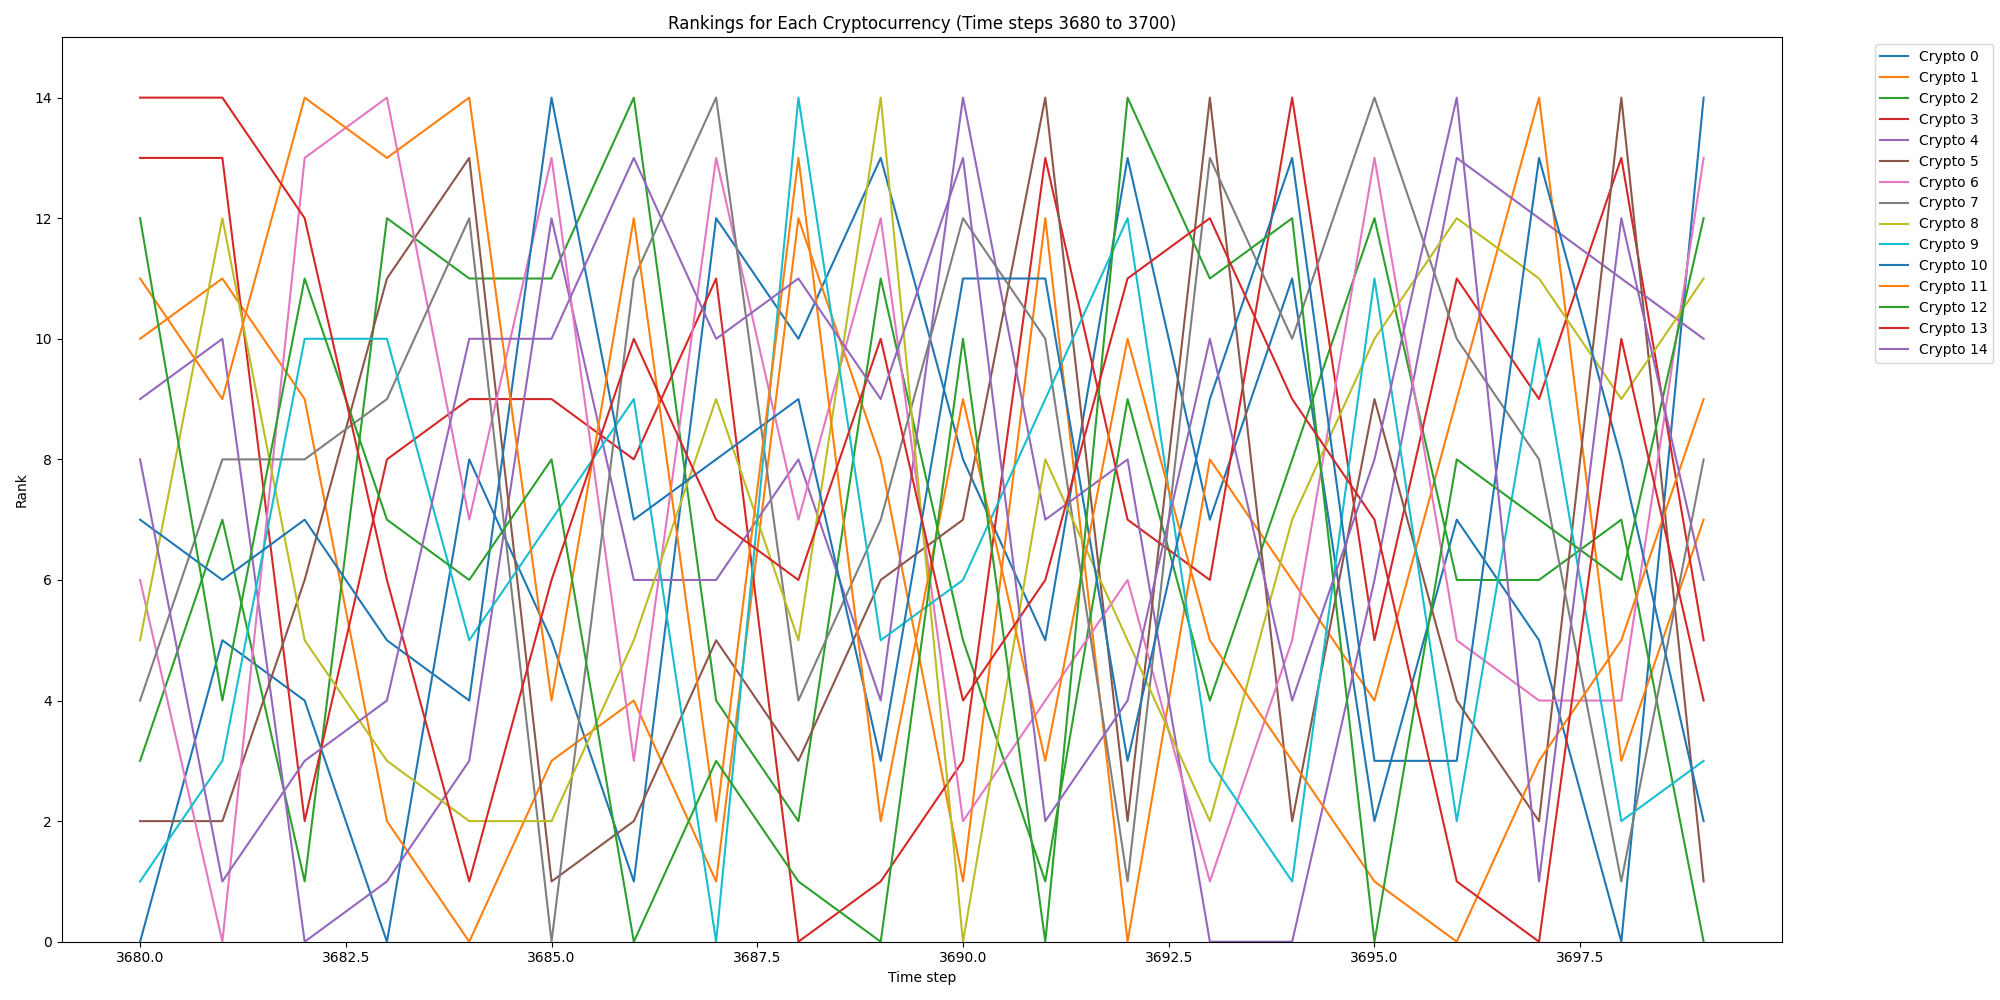 Rankings for Each Cryptocurrency (Time steps 3680 to 3700)
14
12
10
8
6
4
2
0
Rank
3680.0 3682.5 3685.0 3687.5 3690.0 3692.5 3695.0 3697.5
Time step
Crypto 0
Crypto 1
Crypto 2
Crypto 3
Crypto 4
Crypto 5
Crypto 6
Crypto 7
Crypto 8
Crypto 9
Crypto 10
Crypto 11
Crypto 12
Crypto 13
Crypto 14